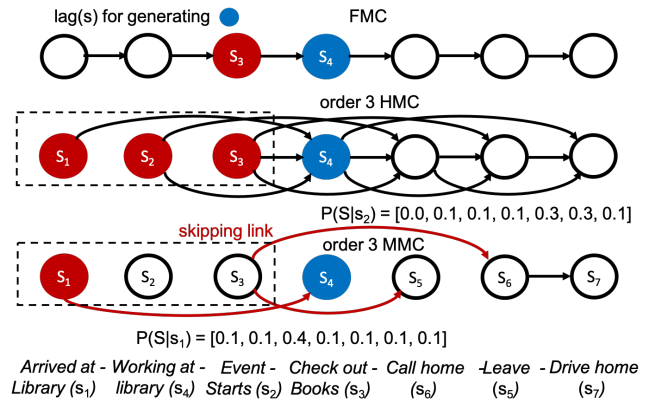 lag(s) for generating
FMC
S3
S4
order 3 HMC
S1
S2
S3
S4
P(S|s2) = [0.0, 0.1, 0.1, 0.1, 0.3, 0.3, 0.1]
skipping link
order 3 MMC
S1
S2
S3
S4
S5
S6
S7
P(S|s1) = [0.1, 0.1, 0.4, 0.1, 0.1, 0.1, 0.1]
Arrived at - Working at - Event - Check out - Call home -Leave - Drive home
Library (s1) library (s4) Starts (s2) Books (s3) (s6) (s5) (s7)